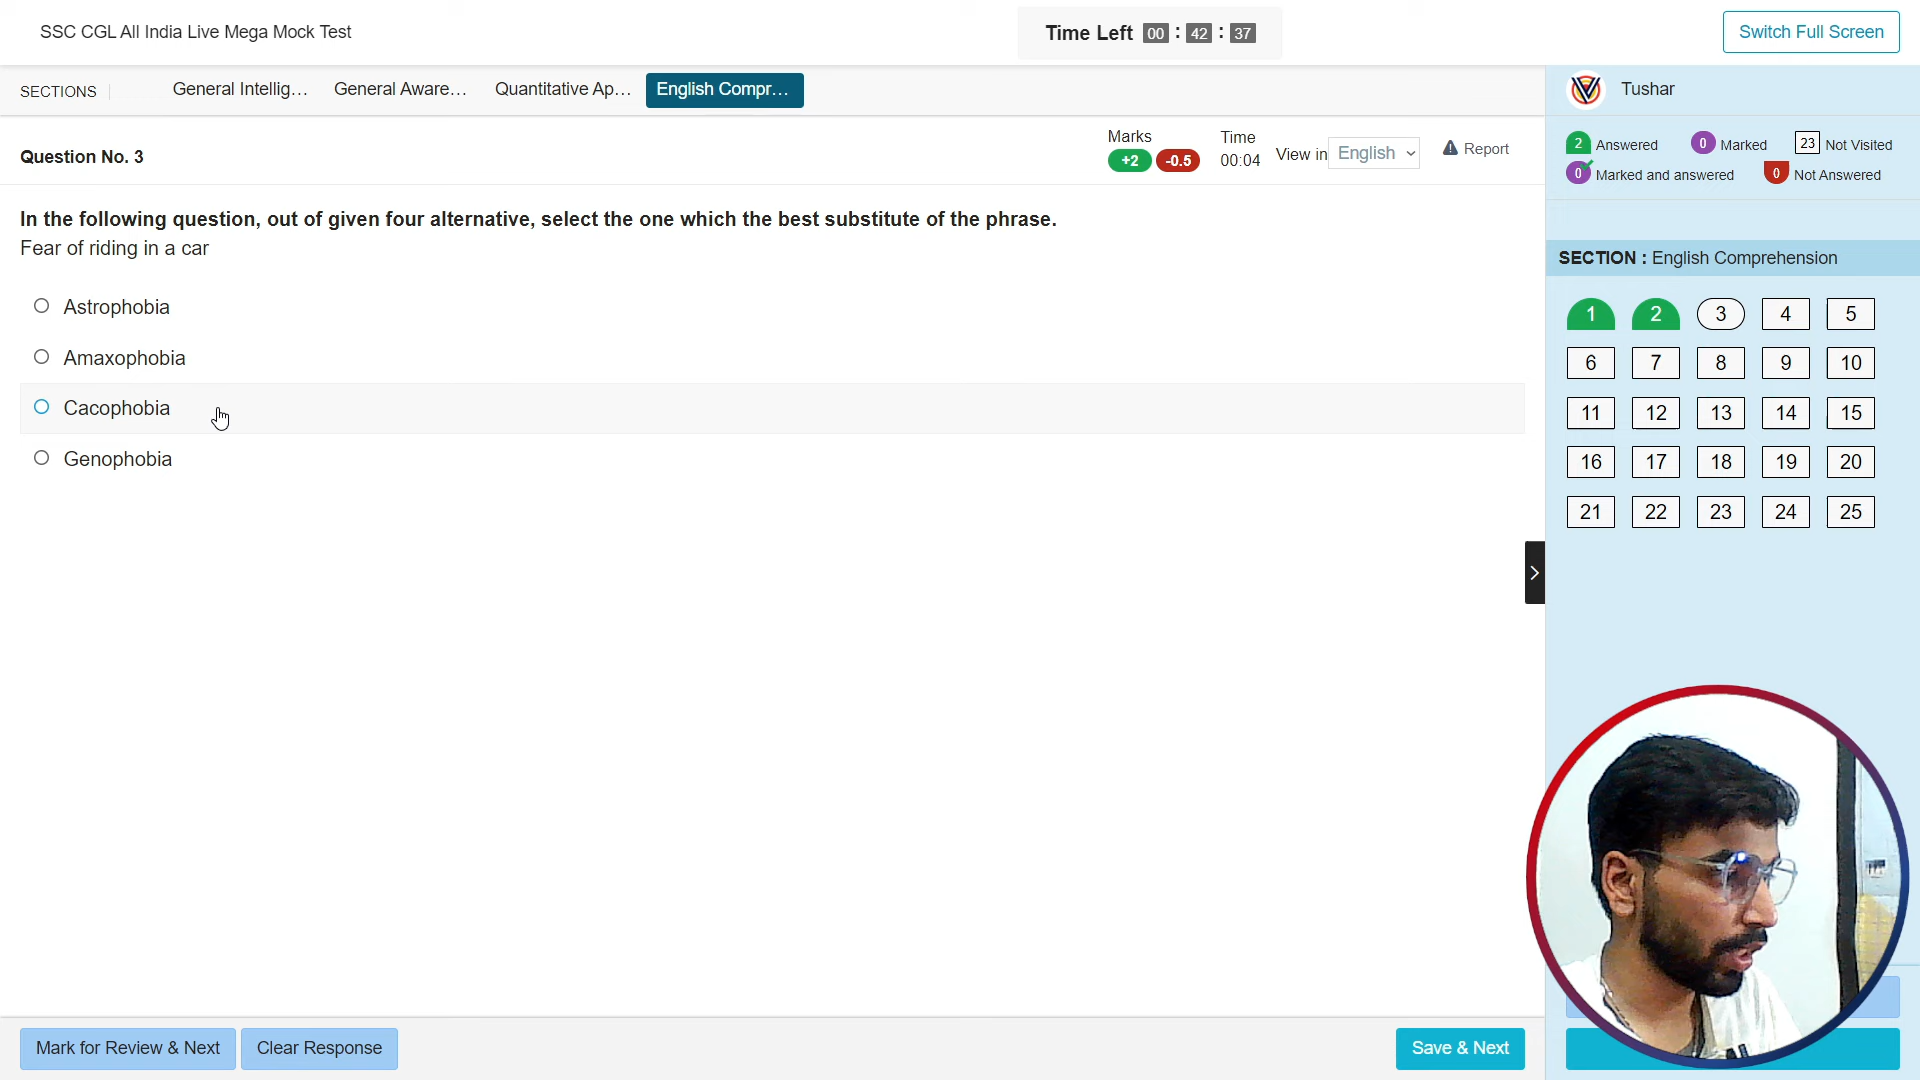 SSC CGL All India Live Mega Mock Test
Time Left 00 : 42 : 37
Switch Full Screen
SECTIONS
General Intellig...
General Aware...
Quantitative Ap...
English Compr...
Tushar
Question No. 3
Marks
+2 -0.5
Time
00:04
View in English
Report
2 Answered
0 Marked
23 Not Visited
0 Marked and answered
0 Not Answered
In the following question, out of given four alternative, select the one which the best substitute of the phrase.
Fear of riding in a car
Astrophobia
Amaxophobia
Cacophobia
Genophobia
SECTION : English Comprehension
1 2 3 4 5
6 7 8 9 10
11 12 13 14 15
16 17 18 19 20
21 22 23 24 25
Mark for Review & Next
Clear Response
Save & Next